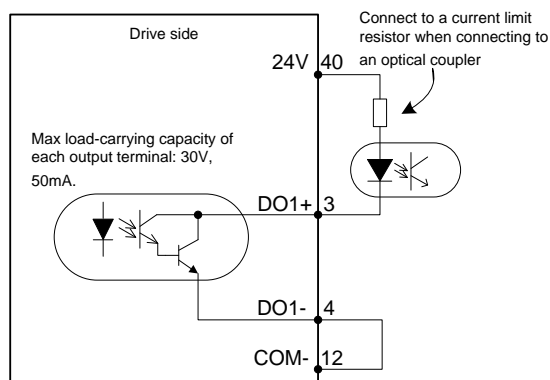 Drive side
Connect to a current limit
resistor when connecting to
an optical coupler
24V 40
Max load-carrying capacity of
each output terminal: 30V,
50mA.
DO1+ 3
DO1- 4
COM- 12